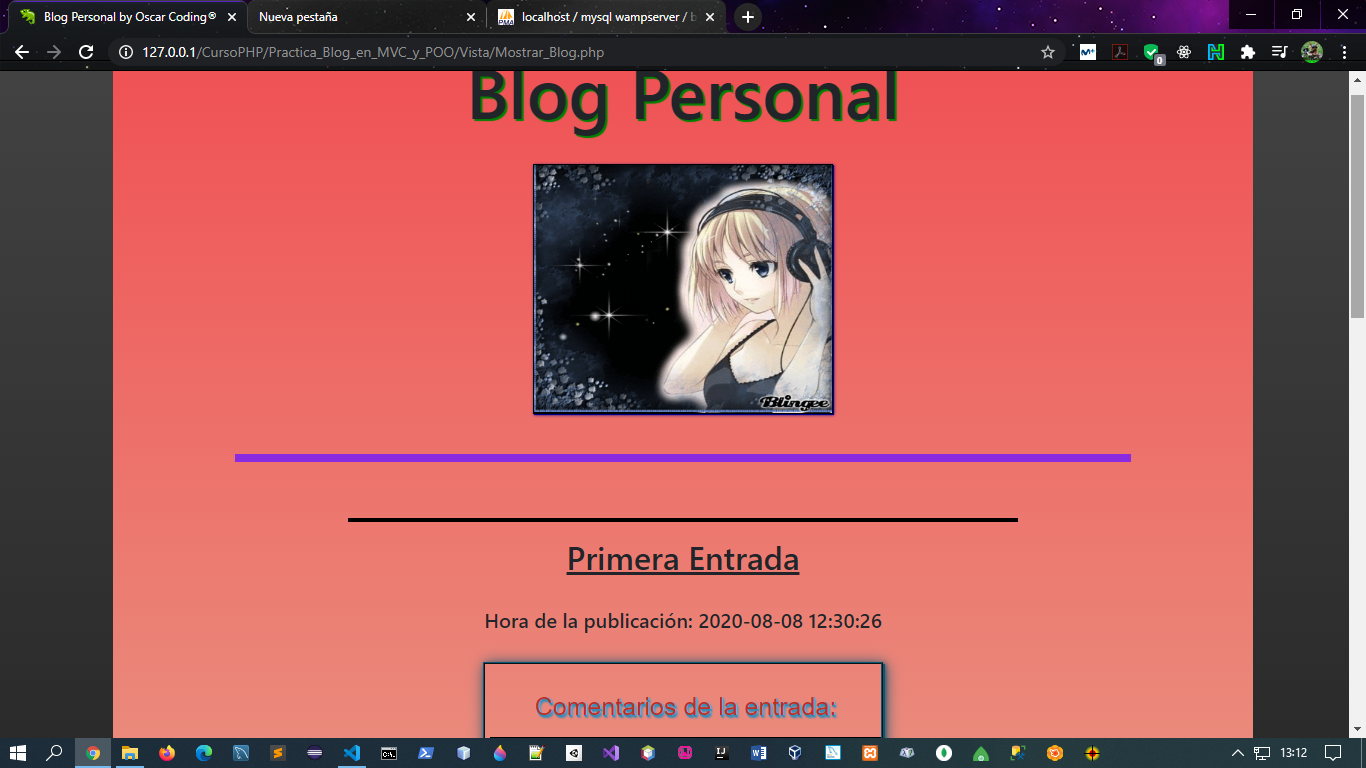 Blog Personal by Oscar Coding®
Nueva pestaña
localhost / mysql wampserver / b
127.0.0.1/CursoPHP/Practica_Blog_en_MVC_y_POO/Vista/Mostrar_Blog.php
0
Blog Personal
Blingee
Primera Entrada
Hora de la publicación: 2020-08-08 12:30:26
Comentarios de la entrada:
13:12